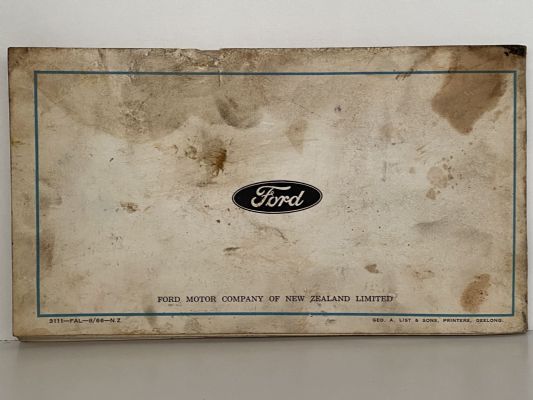 Ford
FORD MOTOR COMPANY OF NEW ZEALAND LIMITED
3111—FAL—8/66—N.Z
GEO. A. LIST & SONS, PRINTERS, GEELONG.